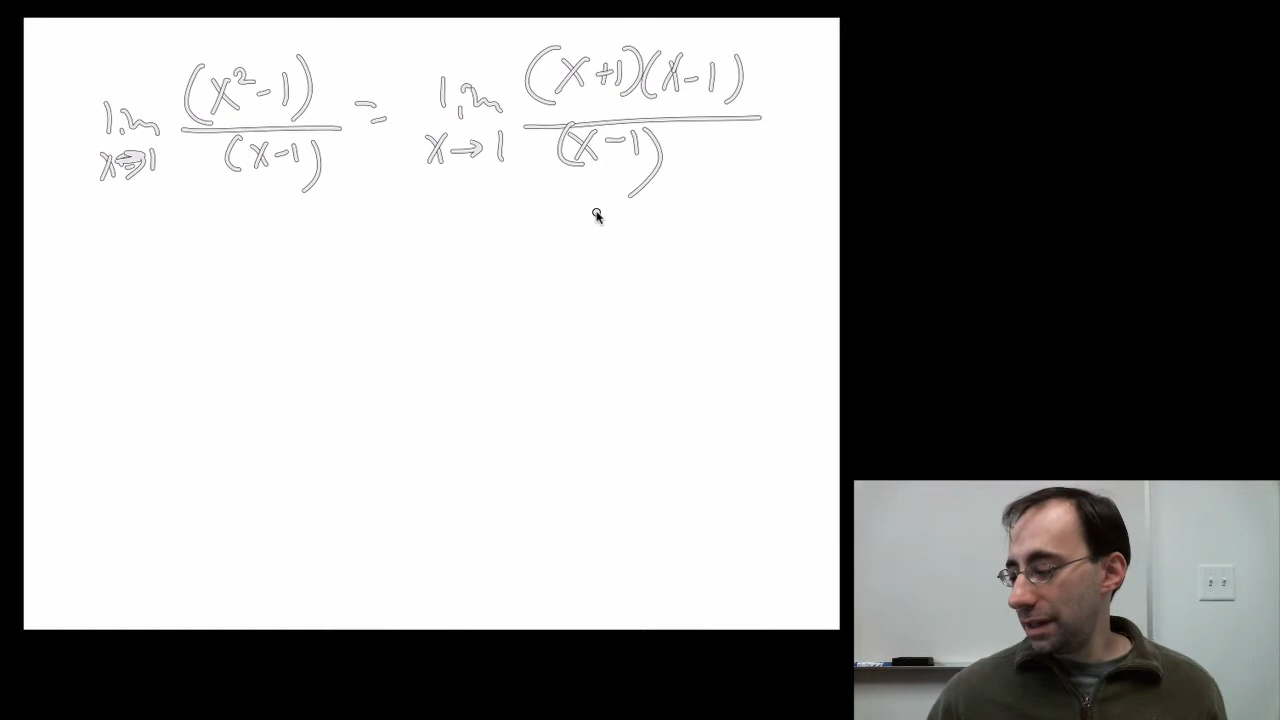 lim x→1 (x²-1)/(x-1) = lim x→1 (x+1)(x-1)/(x-1)